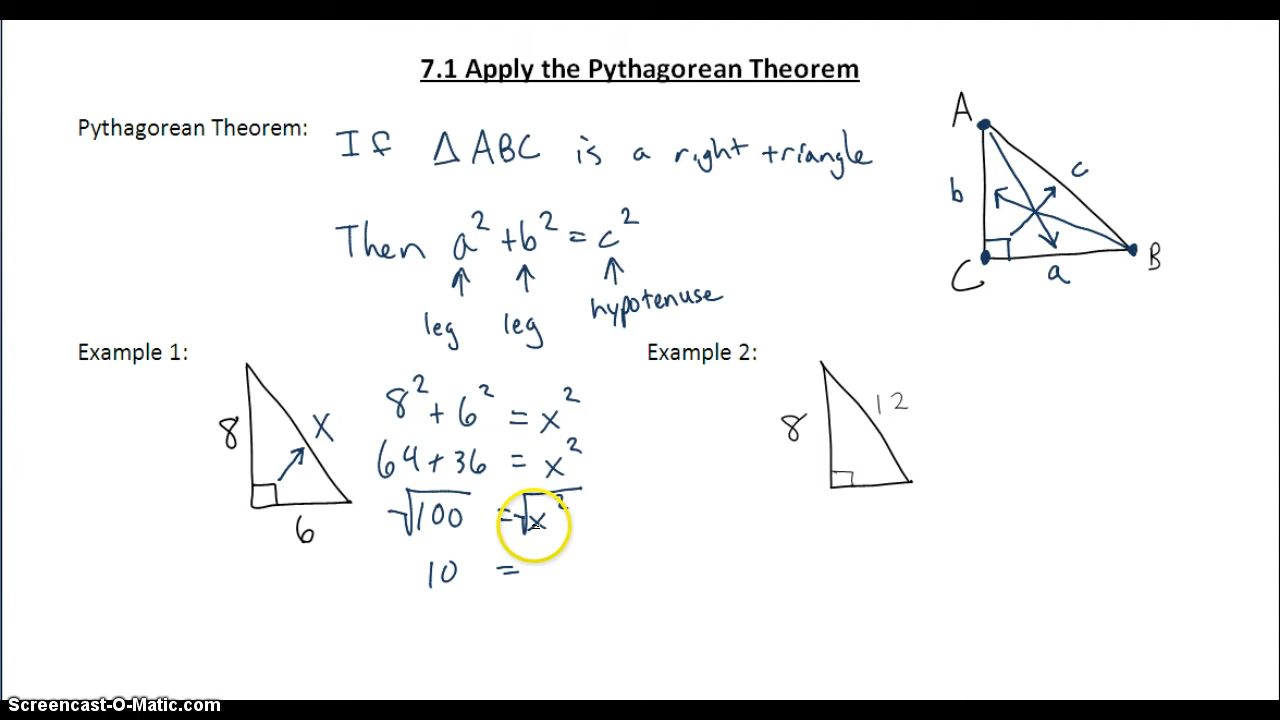 7.1 Apply the Pythagorean Theorem
Pythagorean Theorem: If △ABC is a right triangle
Then a² + b² = c²
leg leg hypotenuse
A
b c
C a B
Example 1:
8 x
6
8² + 6² = x²
64 + 36 = x²
√100 = √x²
10 =
Example 2:
8 12
Screencast-O-Matic.com